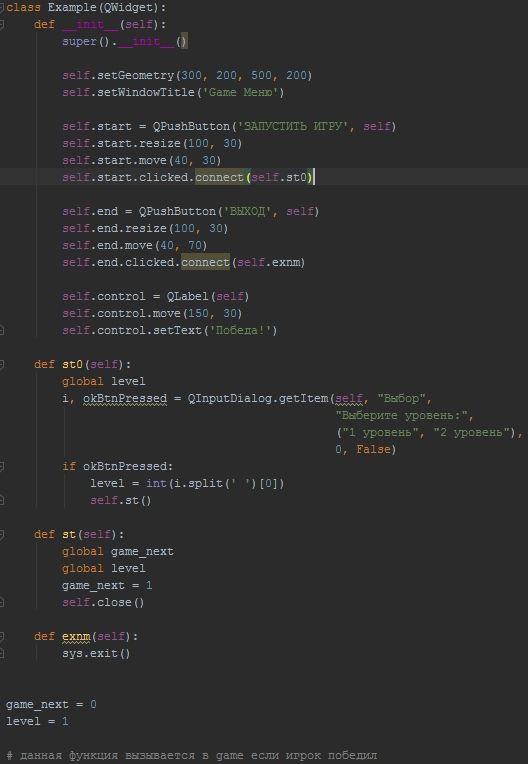 class Example(QWidget):
    def __init__(self):
        super().__init__()

        self.setGeometry(300, 200, 500, 200)
        self.setWindowTitle('Game Меню')

        self.start = QPushButton('ЗАПУСТИТЬ ИГРУ', self)
        self.start.resize(100, 30)
        self.start.move(40, 30)
        self.start.clicked.connect(self.st0)

        self.end = QPushButton('ВЫХОД', self)
        self.end.resize(100, 30)
        self.end.move(40, 70)
        self.end.clicked.connect(self.exnm)

        self.control = QLabel(self)
        self.control.move(150, 30)
        self.control.setText('Победа!')

    def st0(self):
        global level
        i, okBtnPressed = QInputDialog.getItem(self, "Выбор",
                                               "Выберите уровень:",
                                               ("1 уровень", "2 уровень"),
                                               0, False)
        if okBtnPressed:
            level = int(i.split(' ')[0])
            self.st()

    def st(self):
        global game_next
        global level
        game_next = 1
        self.close()

    def exnm(self):
        sys.exit()


game_next = 0
level = 1

# данная функция вызывается в game если игрок победил